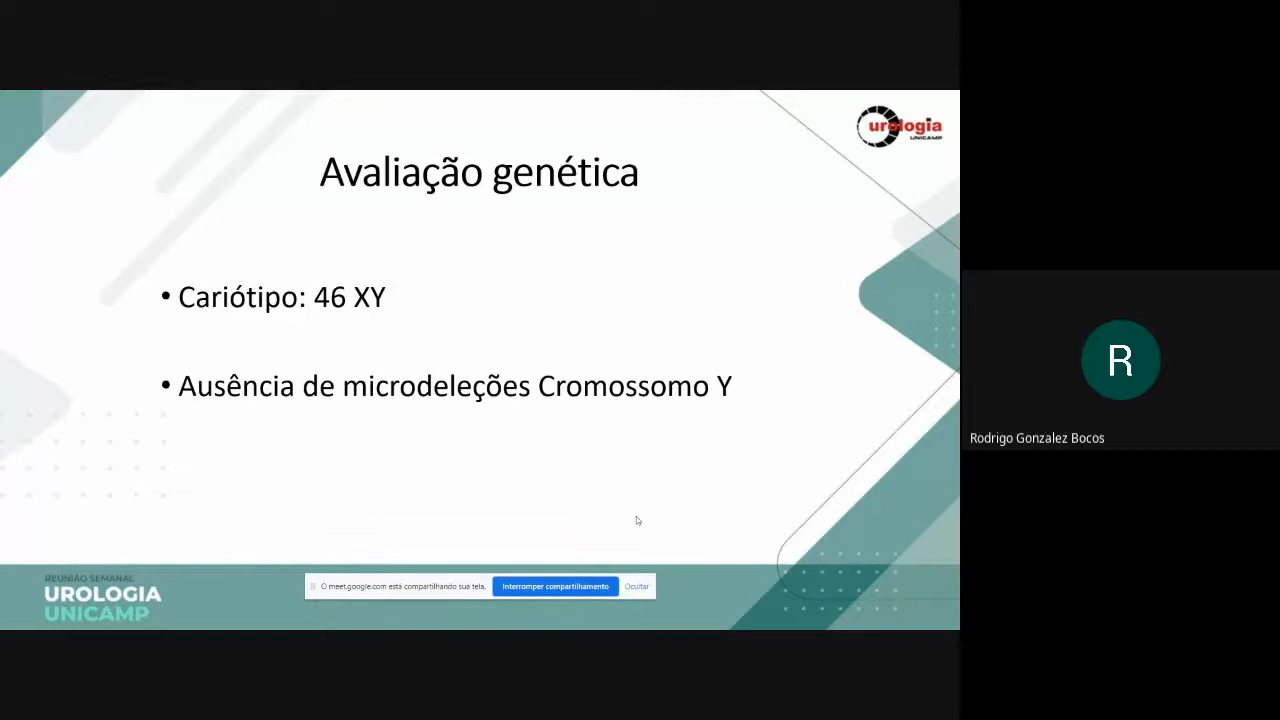 urologia
UNICAMP
Avaliação genética
• Cariótipo: 46 XY
• Ausência de microdeleções Cromossomo Y
R
Rodrigo Gonzalez Bocos
REUNIÃO SEMANAL
UROLOGIA
UNICAMP
O meet.google.com está compartilhando sua tela.
Interromper compartilhamento
Ocultar